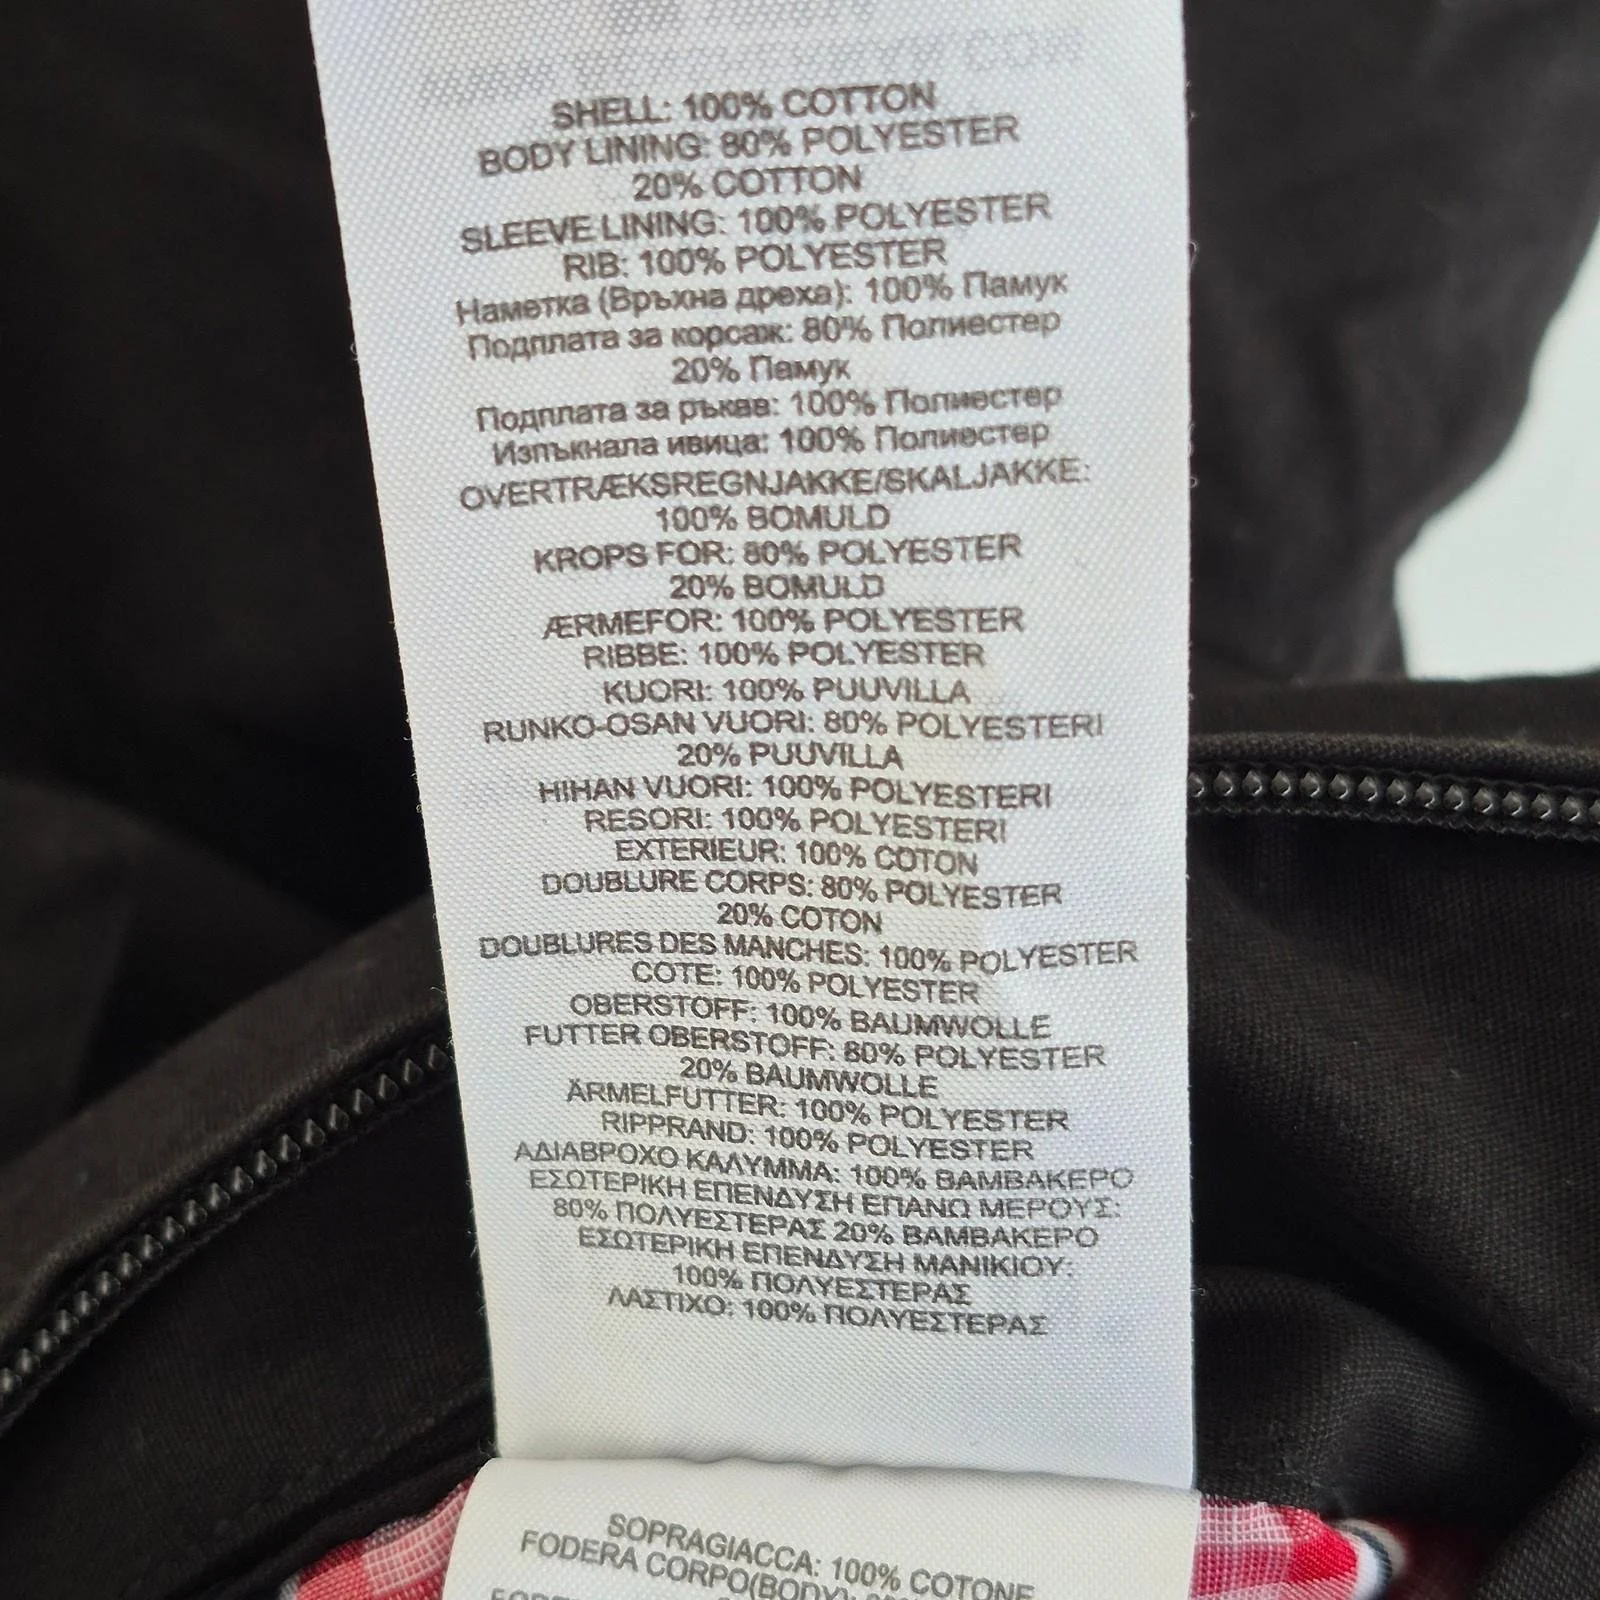 SHELL: 100% COTTON
BODY LINING: 80% POLYESTER
20% COTTON
SLEEVE LINING: 100% POLYESTER
RIB: 100% POLYESTER
Наметка (Връхна дреха): 100% Памук
Подплата за корсаж: 80% Полиестер
20% Памук
Подплата за ръкав: 100% Полиестер
Изпъкнала ивица: 100% Полиестер
OVERTRÆKSREGNJAKKE/SKALJAKKE:
100% BOMULD
KROPS FOR: 80% POLYESTER
20% BOMULD
ÆRMEFOR: 100% POLYESTER
RIBBE: 100% POLYESTER
KUORI: 100% PUUVILLA
RUNKO-OSAN VUORI: 80% POLYESTERI
20% PUUVILLA
HIHAN VUORI: 100% POLYESTERI
RESORI: 100% POLYESTERI
EXTERIEUR: 100% COTON
DOUBLURE CORPS: 80% POLYESTER
20% COTON
DOUBLURES DES MANCHES: 100% POLYESTER
COTE: 100% POLYESTER
OBERSTOFF: 100% BAUMWOLLE
FUTTER OBERSTOFF: 80% POLYESTER
20% BAUMWOLLE
ÄRMELFUTTER: 100% POLYESTER
RIPPRAND: 100% POLYESTER
ΑΔΙΑΒΡΟΧΟ ΚΑΛΥΜΜΑ: 100% ΒΑΜΒΑΚΕΡΟ
ΕΣΩΤΕΡΙΚΗ ΕΠΕΝΔΥΣΗ ΕΠΑΝΩ ΜΕΡΟΥΣ:
80% ΠΟΛΥΕΣΤΕΡΑΣ 20% ΒΑΜΒΑΚΕΡΟ
ΕΣΩΤΕΡΙΚΗ ΕΠΕΝΔΥΣΗ ΜΑΝΙΚΙΟΥ:
100% ΠΟΛΥΕΣΤΕΡΑΣ
ΛΑΣΤΙΧΟ: 100% ΠΟΛΥΕΣΤΕΡΑΣ
SOPRAGIACCA: 100% COTONE
FODERA CORPO(BODY):